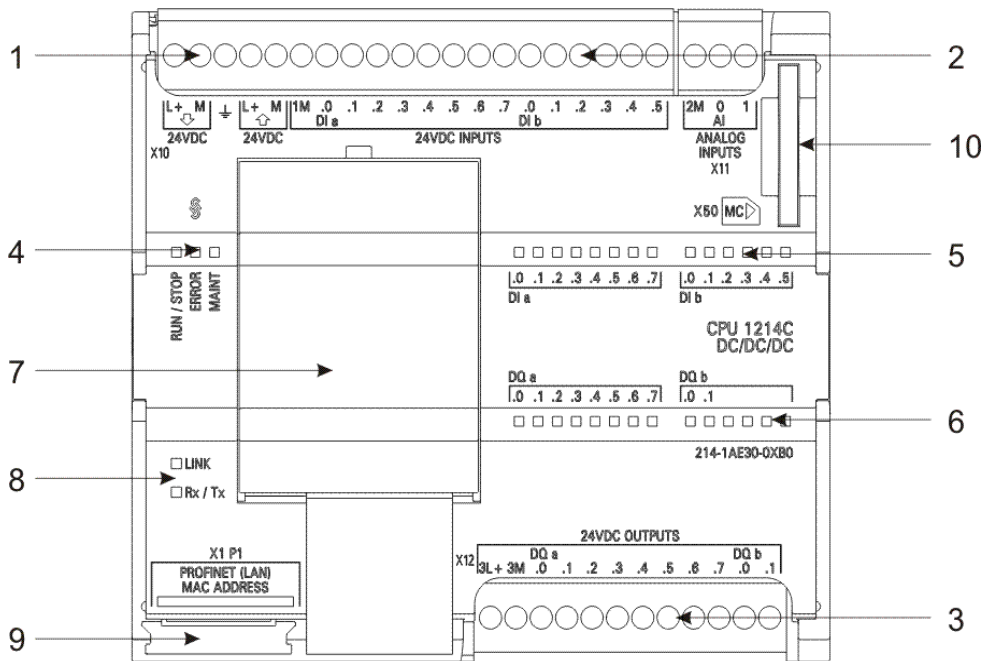 1
2
L+ M L+ M 1M .0 .1 .2 .3 .4 .5 .6 .7 .0 .1 .2 .3 .4 .5 2M 0 1
DI a DI b AI
24VDC 24VDC 24VDC INPUTS ANALOG INPUTS
X10
X11
10
X50 MC
4
5
RUN / STOP
ERROR
MAINT
.0 .1 .2 .3 .4 .5 .6 .7 .0 .1 .2 .3 .4 .5
DI a DI b
CPU 1214C
DC/DC/DC
7
DQ a DQ b
.0 .1 .2 .3 .4 .5 .6 .7 .0 .1
6
214-1AE30-0XB0
8
LINK
Rx / Tx
24VDC OUTPUTS
X12
DQ a DQ b
3L+ 3M .0 .1 .2 .3 .4 .5 .6 .7 .0 .1
X1 P1
PROFINET (LAN)
MAC ADDRESS
3
9